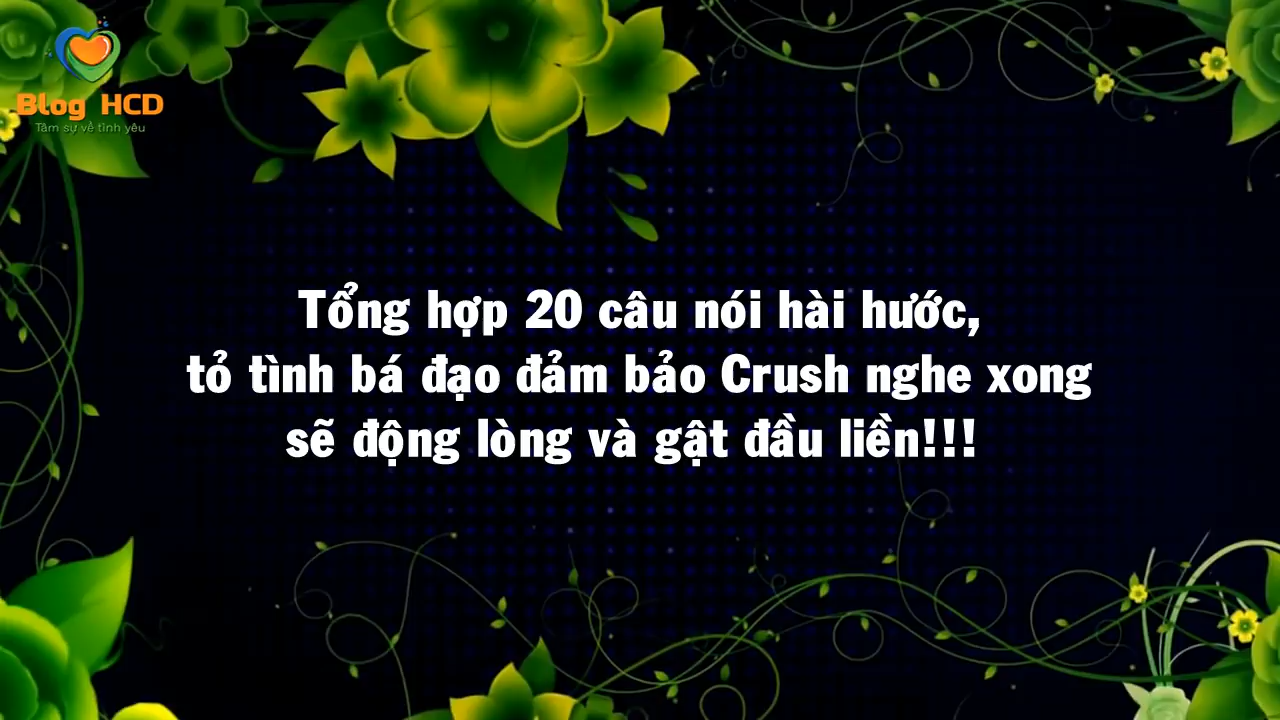 Blog HCD
Tâm sự về tình yêu
Tổng hợp 20 câu nói hài hước,
tỏ tình bá đạo đảm bảo Crush nghe xong
sẽ động lòng và gật đầu liền!!!